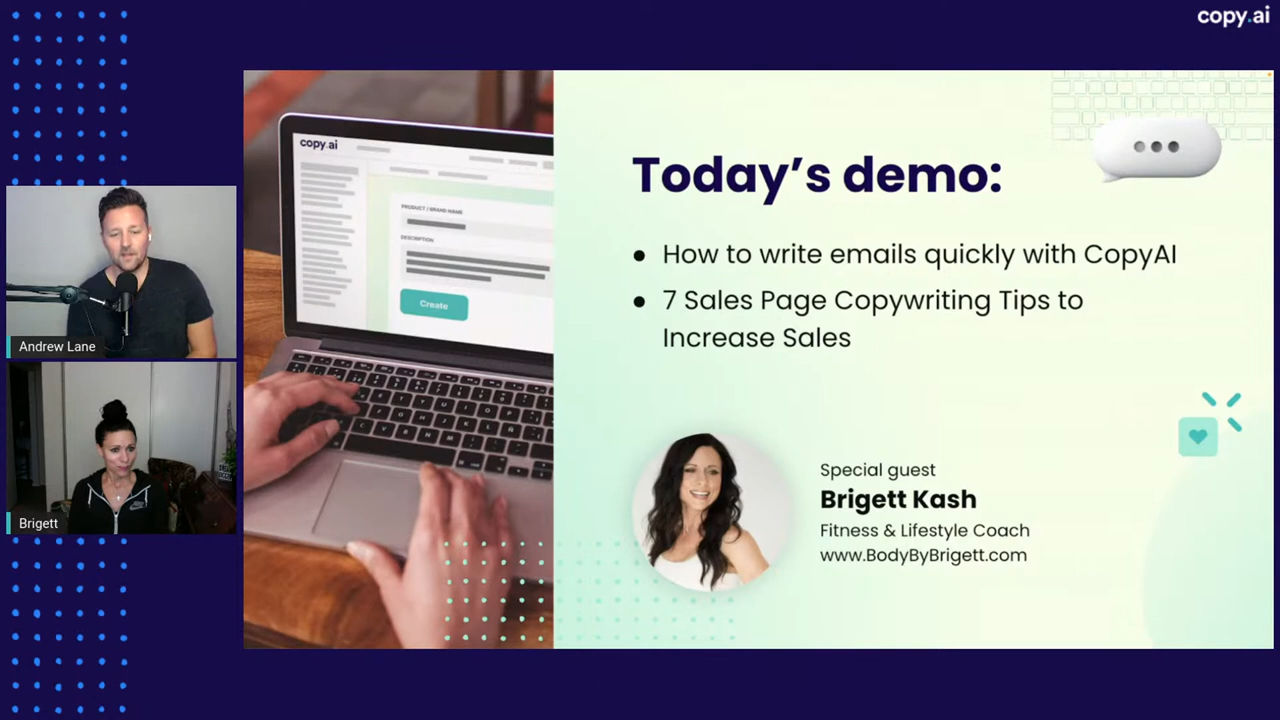 copy.ai
copy.ai
PRODUCT / BRAND NAME
DESCRIPTION
Create
Today’s demo:
● How to write emails quickly with CopyAI
● 7 Sales Page Copywriting Tips to
Increase Sales
Special guest
Brigett Kash
Fitness & Lifestyle Coach
www.BodyByBrigett.com
Andrew Lane
Brigett